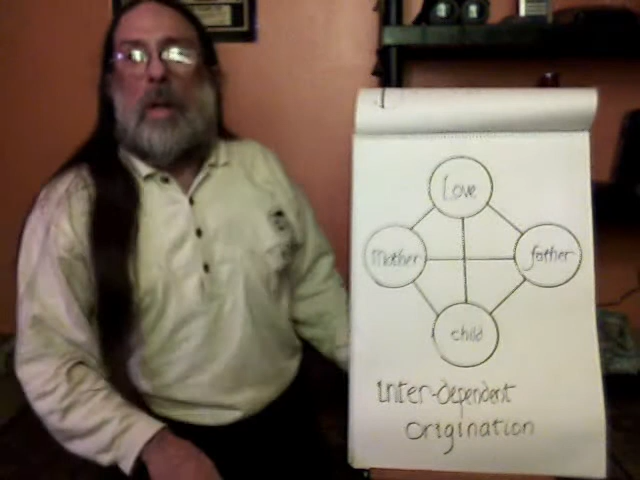 Love
Mother father
child
Inter-dependent
Origination